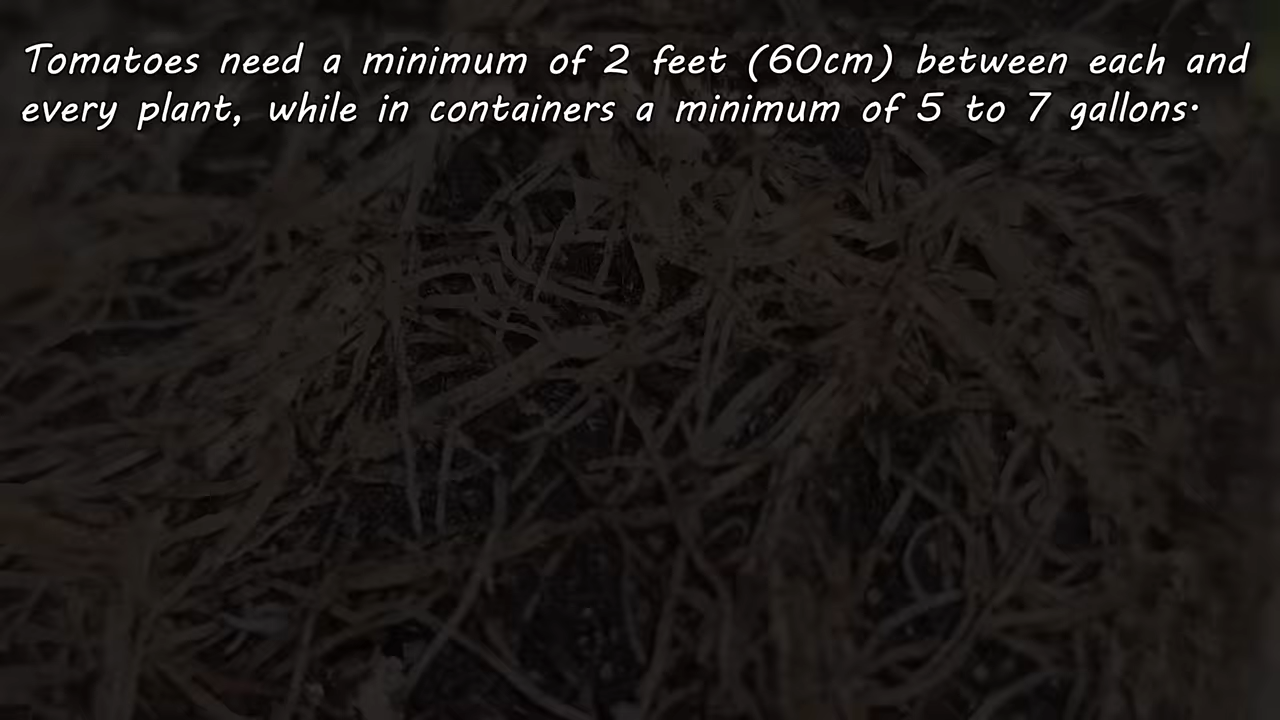 Tomatoes need a minimum of 2 feet (60cm) between each and
every plant, while in containers a minimum of 5 to 7 gallons.